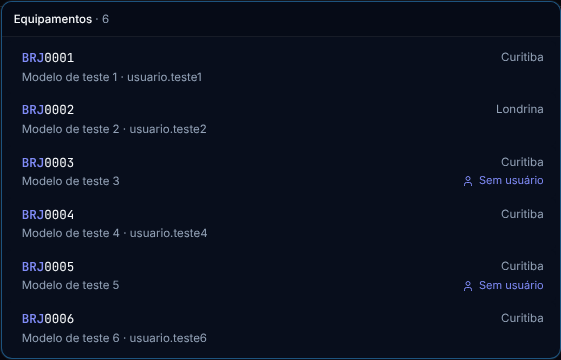 Equipamentos · 6
BRJ0001 Curitiba
Modelo de teste 1 · usuario.teste1
BRJ0002 Londrina
Modelo de teste 2 · usuario.teste2
BRJ0003 Curitiba
Modelo de teste 3 Sem usuário
BRJ0004 Curitiba
Modelo de teste 4 · usuario.teste4
BRJ0005 Curitiba
Modelo de teste 5 Sem usuário
BRJ0006 Curitiba
Modelo de teste 6 · usuario.teste6